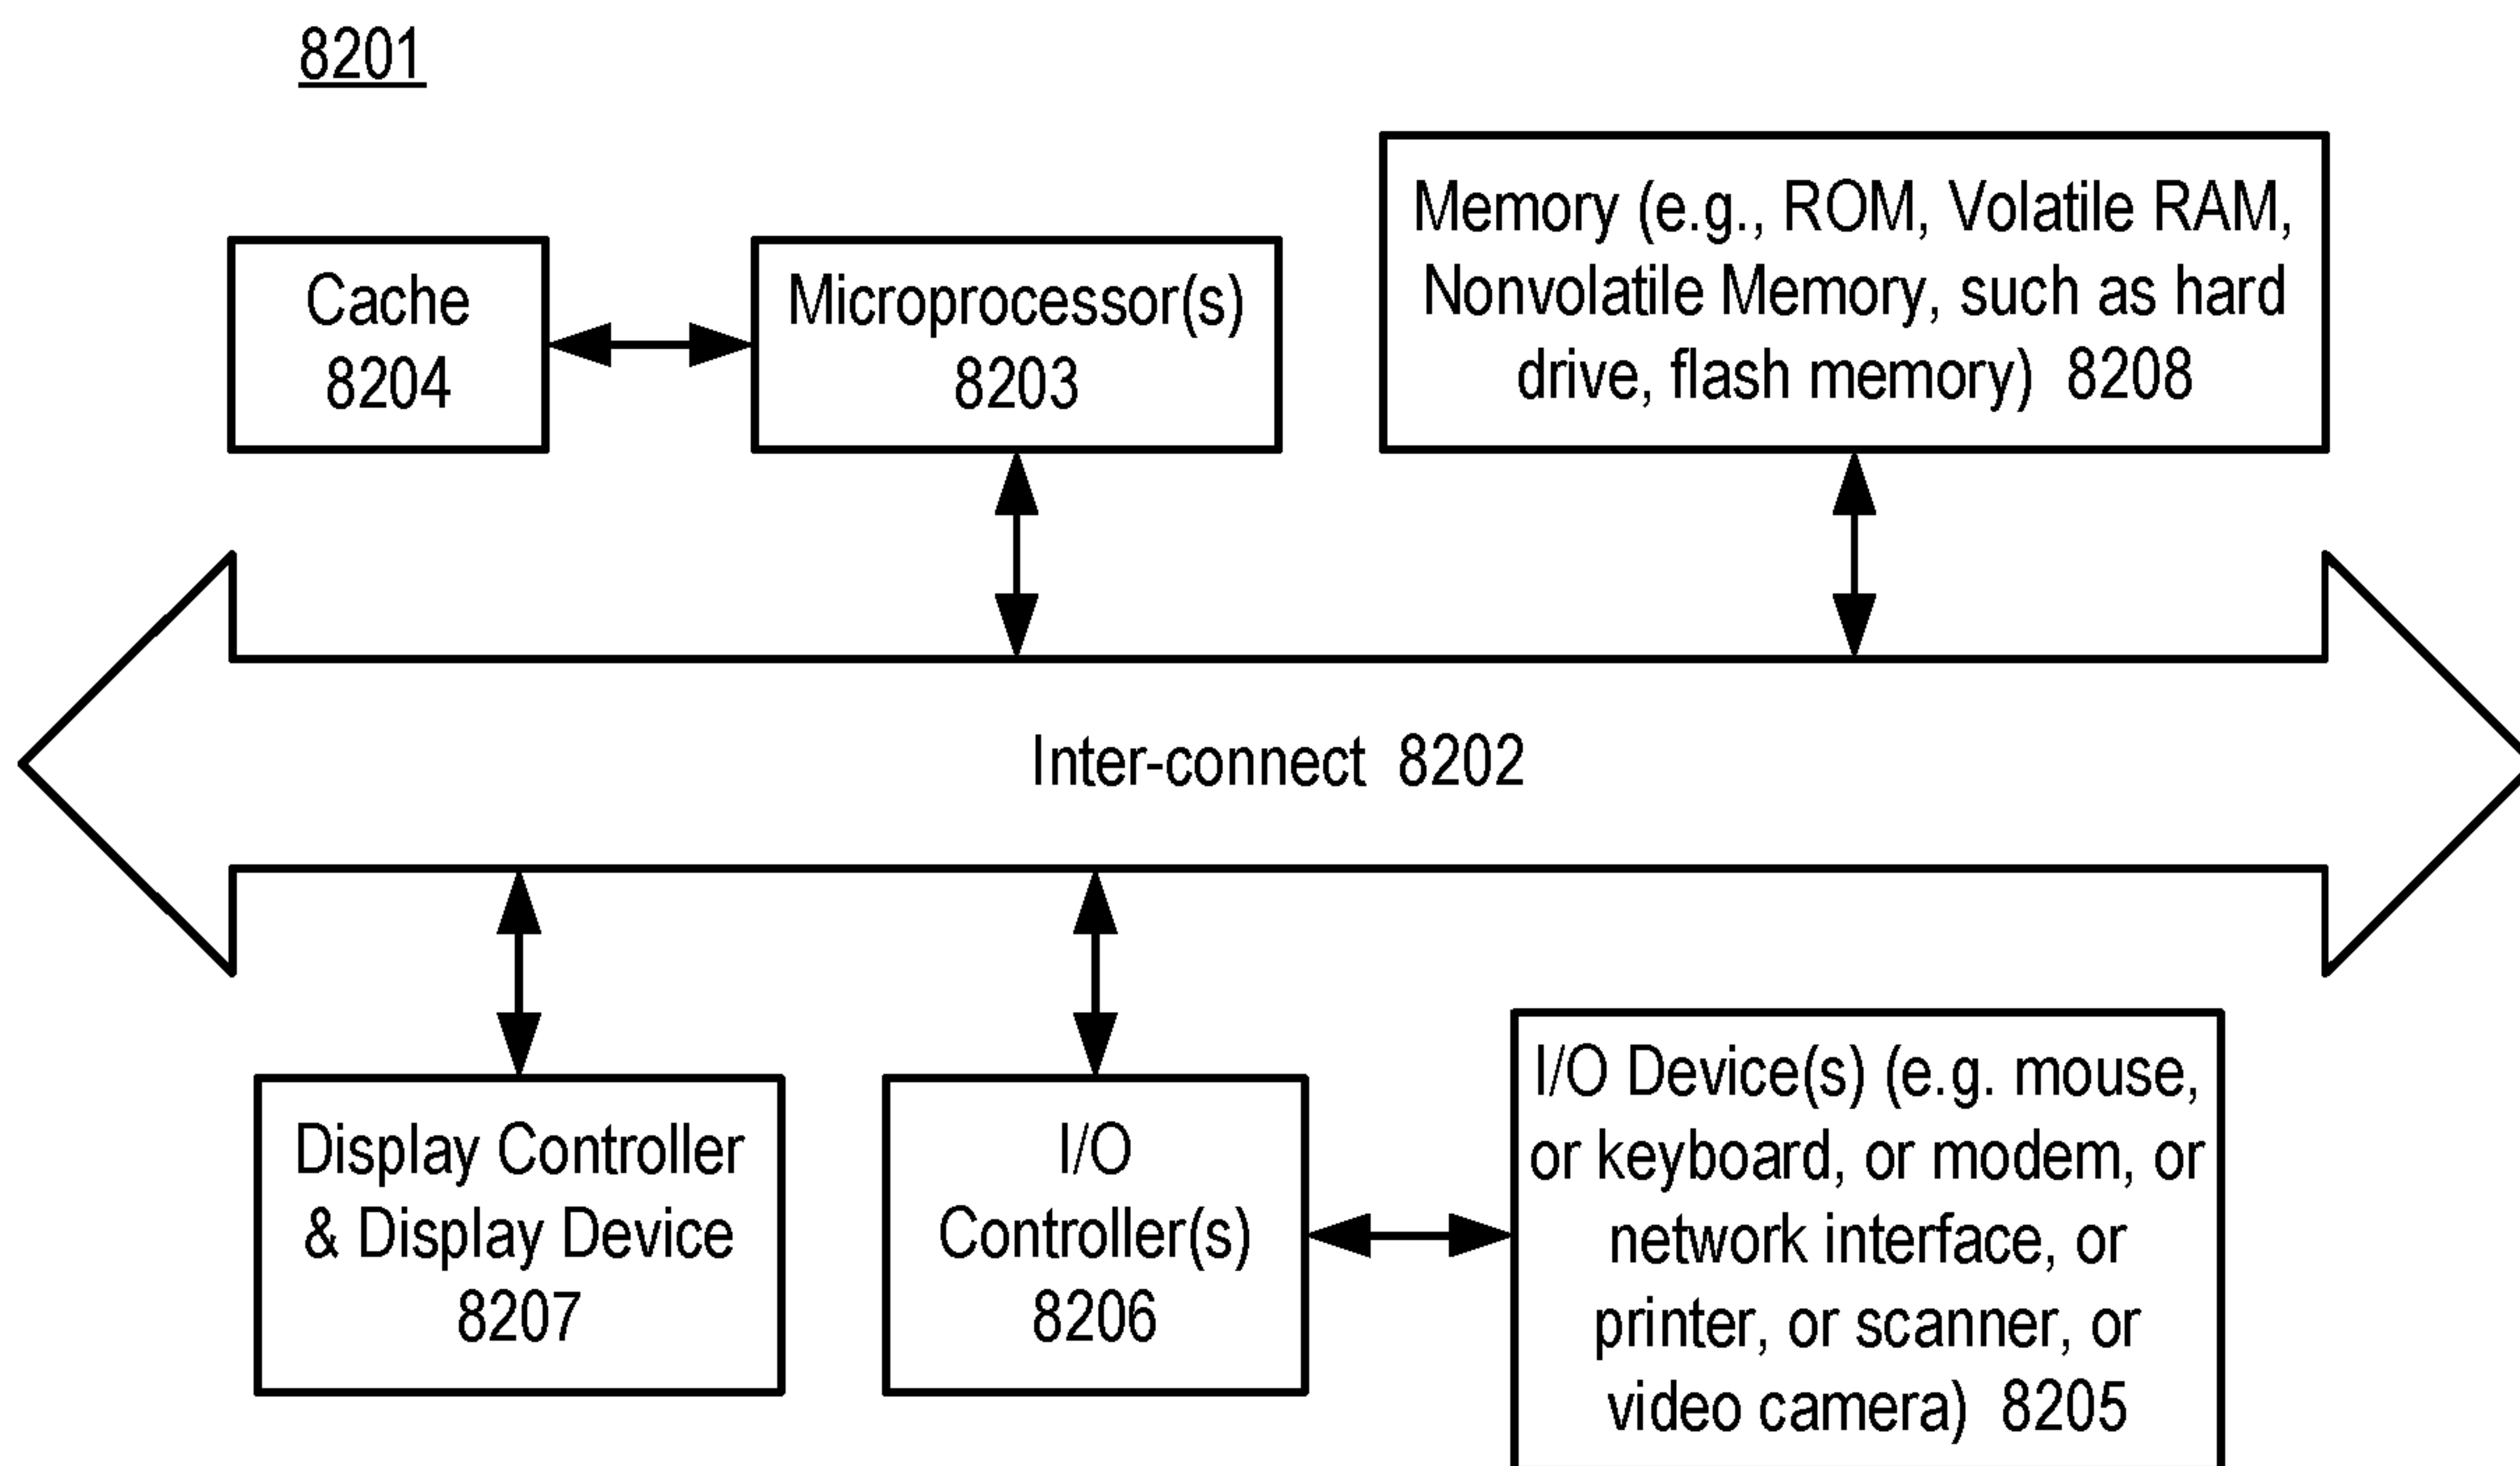 8201
Cache
8204
Microprocessor(s)
8203
Memory (e.g., ROM, Volatile RAM,
Nonvolatile Memory, such as hard
drive, flash memory) 8208
Inter-connect 8202
Display Controller
& Display Device
8207
I/O
Controller(s)
8206
I/O Device(s) (e.g. mouse,
or keyboard, or modem, or
network interface, or
printer, or scanner, or
video camera) 8205